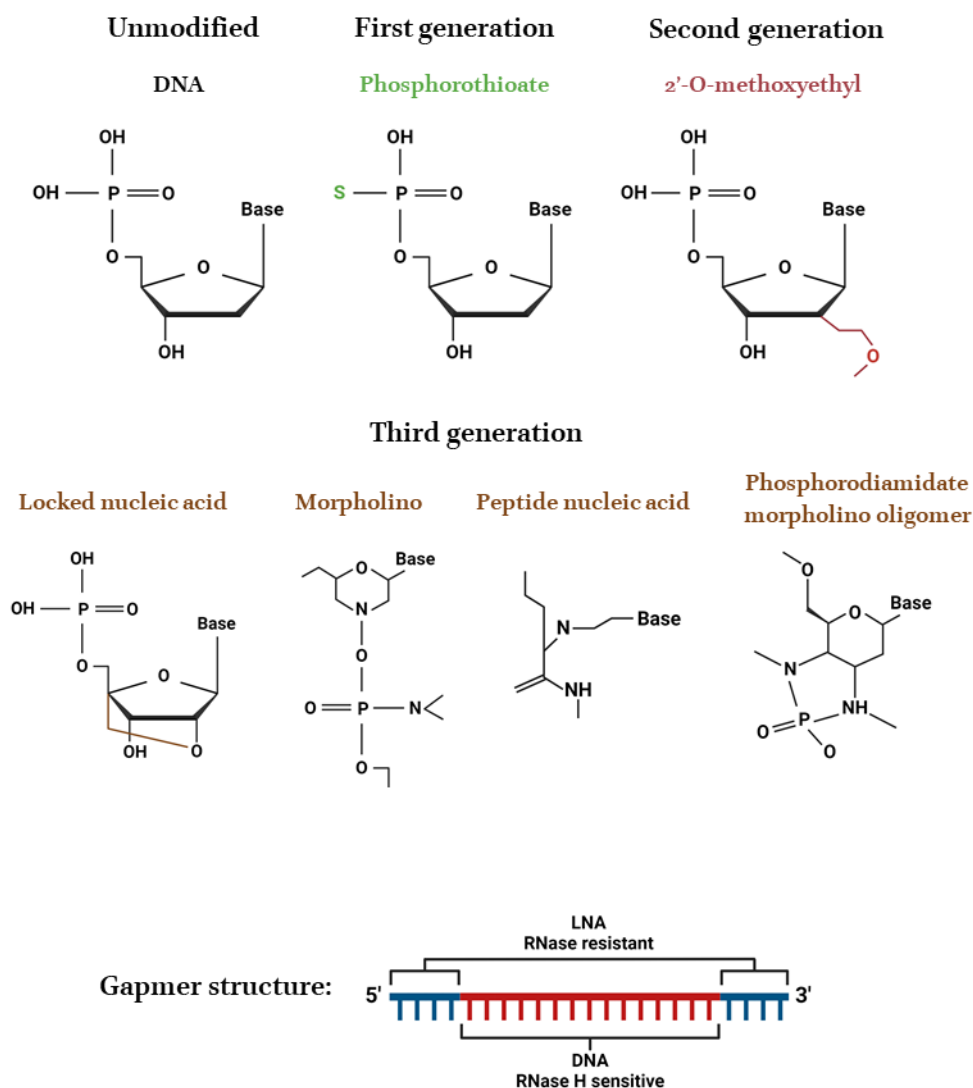 Unmodified
First generation
Second generation
DNA
Phosphorothioate
2'-O-methoxyethyl
OH
OH
P
O
Base
O
O
OH
OH
S
P
O
Base
O
O
OH
OH
OH
P
O
Base
O
O
OH
O
Third generation
Locked nucleic acid
Morpholino
Peptide nucleic acid
Phosphorodiamidate
morpholino oligomer
OH
OH
P
O
Base
O
O
OH
O
O
Base
N
O
O
P
N
O
N
Base
NH
O
O
Base
N
NH
O
P
O
LNA
RNase resistant
Gapmer structure:
5'
3'
DNA
RNase H sensitive